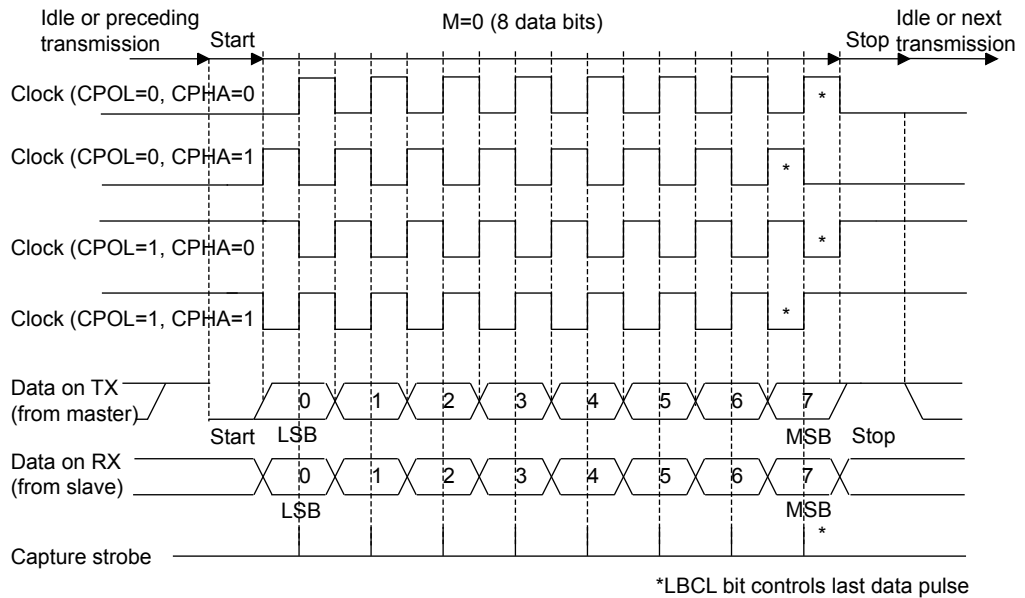 Idle or preceding
transmission
Start
M=0 (8 data bits)
Stop
Idle or next
transmission
Clock (CPOL=0, CPHA=0
*
Clock (CPOL=0, CPHA=1
*
Clock (CPOL=1, CPHA=0
*
Clock (CPOL=1, CPHA=1
*
Data on TX
(from master)
0 1 2 3 4 5 6 7
Start LSB MSB Stop
Data on RX
(from slave)
0 1 2 3 4 5 6 7
LSB MSB
*
Capture strobe
*LBCL bit controls last data pulse